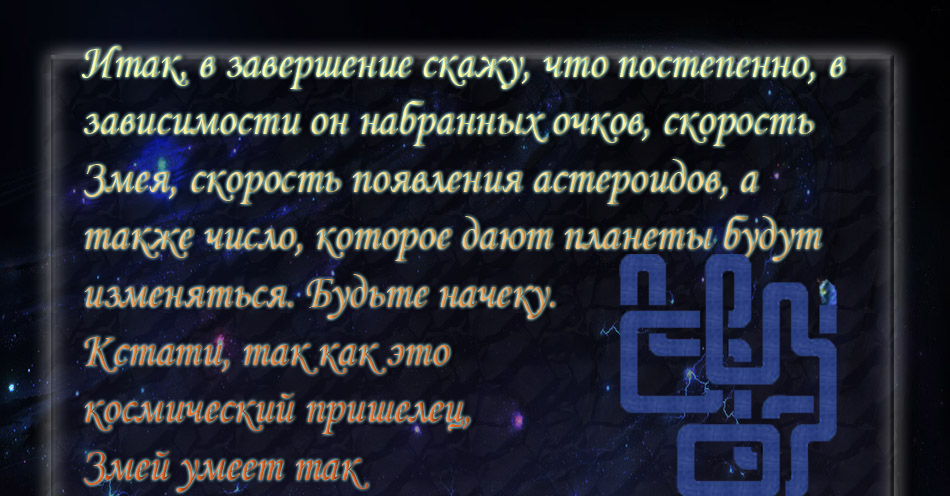 Итак, в завершение скажу, что постепенно, в
зависимости он набранных очков, скорость
Змея, скорость появления астероидов, а
также число, которое дают планеты будут
изменяться. Будьте начеку.
Кстати, так как это
космический пришелец,
Змей умеет так